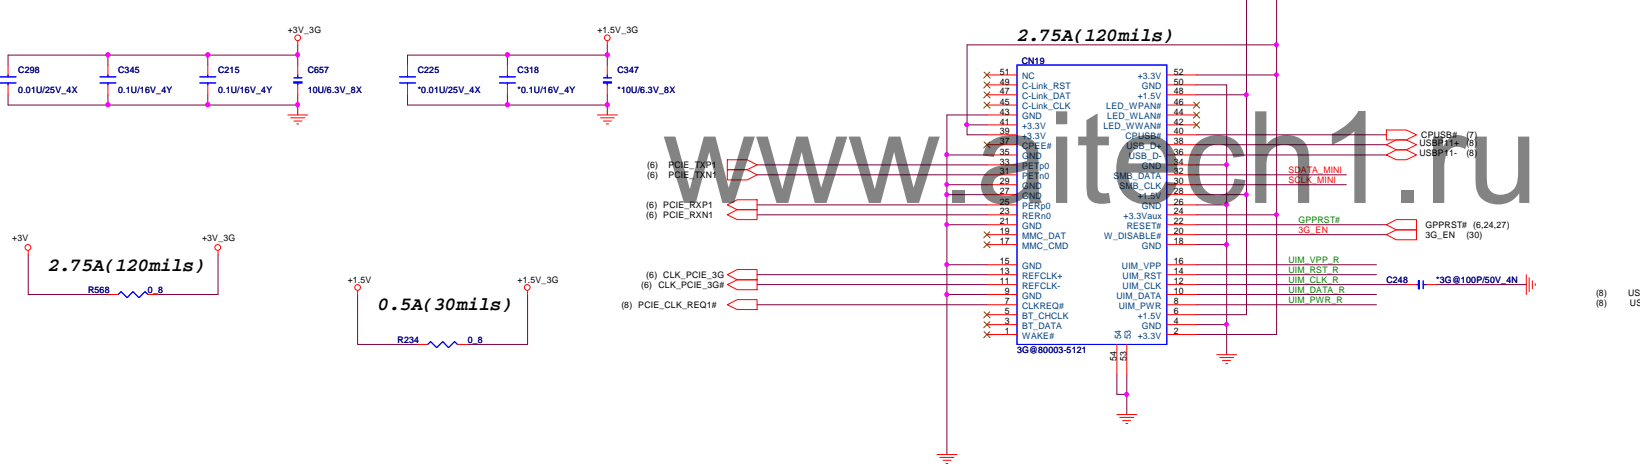 +3V_3G
+1.5V_3G
2.75A(120mils)
C298
0.01U/25V_4X
C345
0.1U/16V_4Y
C215
0.1U/16V_4Y
C657
10U/6.3V_8X
C225
*0.01U/25V_4X
C318
*0.1U/16V_4Y
C347
*10U/6.3V_8X
CN19
51 NC +3.3V 52
49 C-Link_RST GND 50
47 C-Link_DAT +1.5V 48
45 C-Link_CLK LED_WPAN# 46
43 GND LED_WLAN# 44
41 +3.3V LED_WWAN# 42
39 +3.3V CPUSB# 40
37 CPEE# USB_D+ 38
35 GND USB_D- 36
33 PETp0 GND 34
31 PETn0 SMB_DATA 32
29 GND SMB_CLK 30
27 GND +1.5V 28
25 PERp0 GND 26
23 RERn0 +3.3Vaux 24
21 GND RESET# 22
19 MMC_DAT W_DISABLE# 20
17 MMC_CMD GND 18
15 GND UIM_VPP 16
13 REFCLK+ UIM_RST 14
11 REFCLK- UIM_CLK 12
9 GND UIM_DATA 10
7 CLKREQ# UIM_PWR 8
5 BT_CHCLK +1.5V 6
3 BT_DATA GND 4
1 WAKE# +3.3V 2
54 53
54 53
3G@80003-5121
CPUSB# (7)
USBP11+ (8)
USBP11- (8)
(6) PCIE_TXP1
(6) PCIE_TXN1
SDATA_MINI
SCLK_MINI
www.aitech1.ru
(6) PCIE_RXP1
(6) PCIE_RXN1
GPPRST# GPPRST# (6,24,27)
3G_EN 3G_EN (30)
+3V
+3V_3G
2.75A(120mils)
R568 0_8
+1.5V
+1.5V_3G
0.5A(30mils)
R234 0_8
(6) CLK_PCIE_3G
(6) CLK_PCIE_3G#
(8) PCIE_CLK_REQ1#
UIM_VPP_R
UIM_RST_R
UIM_CLK_R
UIM_DATA_R
UIM_PWR_R
C248 *3G@100P/50V_4N
(8) US
(8) US